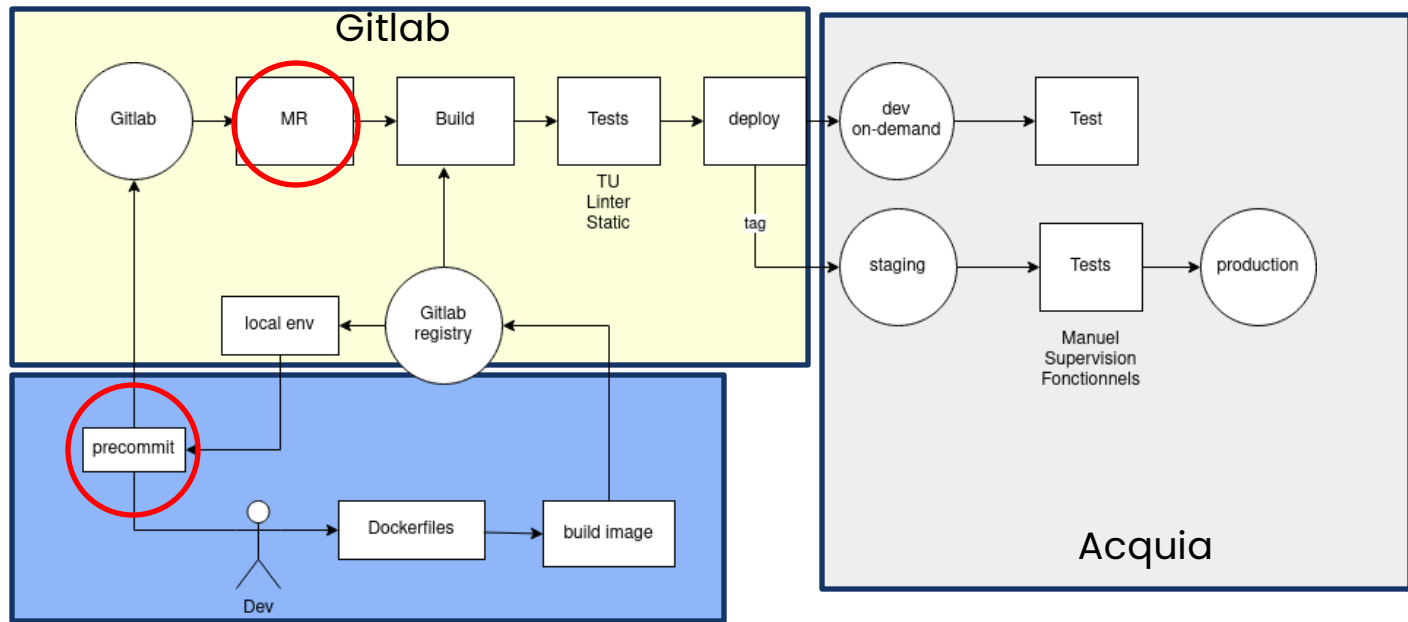 Gitlab
Gitlab
MR
Build
Tests
deploy
TU
Linter
Static
tag
local env
Gitlab
registry
precommit
Dockerfiles
build image
Dev
dev
on-demand
Test
staging
Tests
production
Manuel
Supervision
Fonctionnels
Acquia